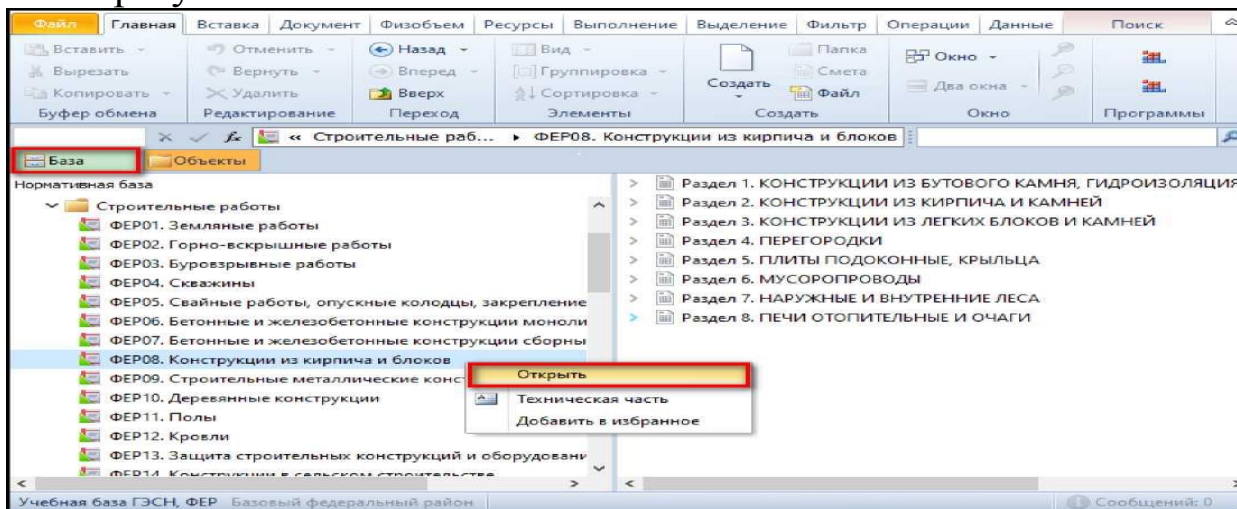 Файл Главная Вставка Документ Физобъем Ресурсы Выполнение Выделение Фильтр Операции Данные Поиск
Вставить Отменить Назад Вид Папка Окно
Вырезать Вернуть Вперед Группировка Создать Смета
Копировать Удалить Вверх Сортировка Файл Два окна
Буфер обмена Редактирование Переход Элементы Создать Окно Программы
fx « Строительные раб... ФЕР08. Конструкции из кирпича и блоков
База Объекты
Нормативная база
Строительные работы
ФЕР01. Земляные работы
ФЕР02. Горно-вскрышные работы
ФЕР03. Буровзрывные работы
ФЕР04. Скважины
ФЕР05. Свайные работы, опускные колодцы, закрепление
ФЕР06. Бетонные и железобетонные конструкции моноли
ФЕР07. Бетонные и железобетонные конструкции сборны
ФЕР08. Конструкции из кирпича и блоков
ФЕР09. Строительные металлические конс
ФЕР10. Деревянные конструкции
ФЕР11. Полы
ФЕР12. Кровли
ФЕР13. Защита строительных конструкций и оборудовани
ФЕР14. Конструкции в сельском строительстве
Раздел 1. КОНСТРУКЦИИ ИЗ БУТОВОГО КАМНЯ, ГИДРОИЗОЛЯЦИЯ
Раздел 2. КОНСТРУКЦИИ ИЗ КИРПИЧА И КАМНЕЙ
Раздел 3. КОНСТРУКЦИИ ИЗ ЛЕГКИХ БЛОКОВ И КАМНЕЙ
Раздел 4. ПЕРЕГОРОДКИ
Раздел 5. ПЛИТЫ ПОДОКОННЫЕ, КРЫЛЬЦА
Раздел 6. МУСОРОПРОВОДЫ
Раздел 7. НАРУЖНЫЕ И ВНУТРЕННИЕ ЛЕСА
Раздел 8. ПЕЧИ ОТОПИТЕЛЬНЫЕ И ОЧАГИ
Открыть
Техническая часть
Добавить в избранное
Учебная база ГЭСН, ФЕР Базовый федеральный район Сообщений: 0